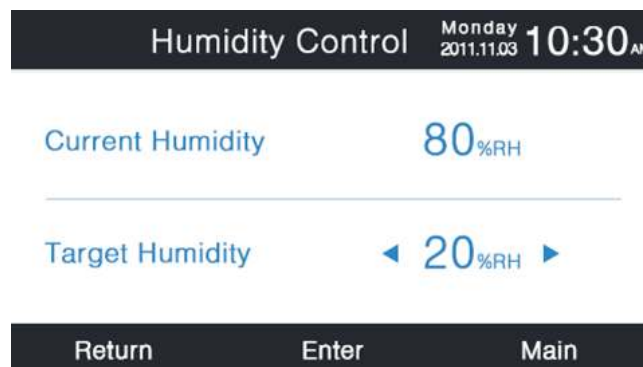 Humidity Control Monday 2011.11.03 10:30 AM
Current Humidity 80%RH
Target Humidity ◀ 20%RH ▶
Return Enter Main